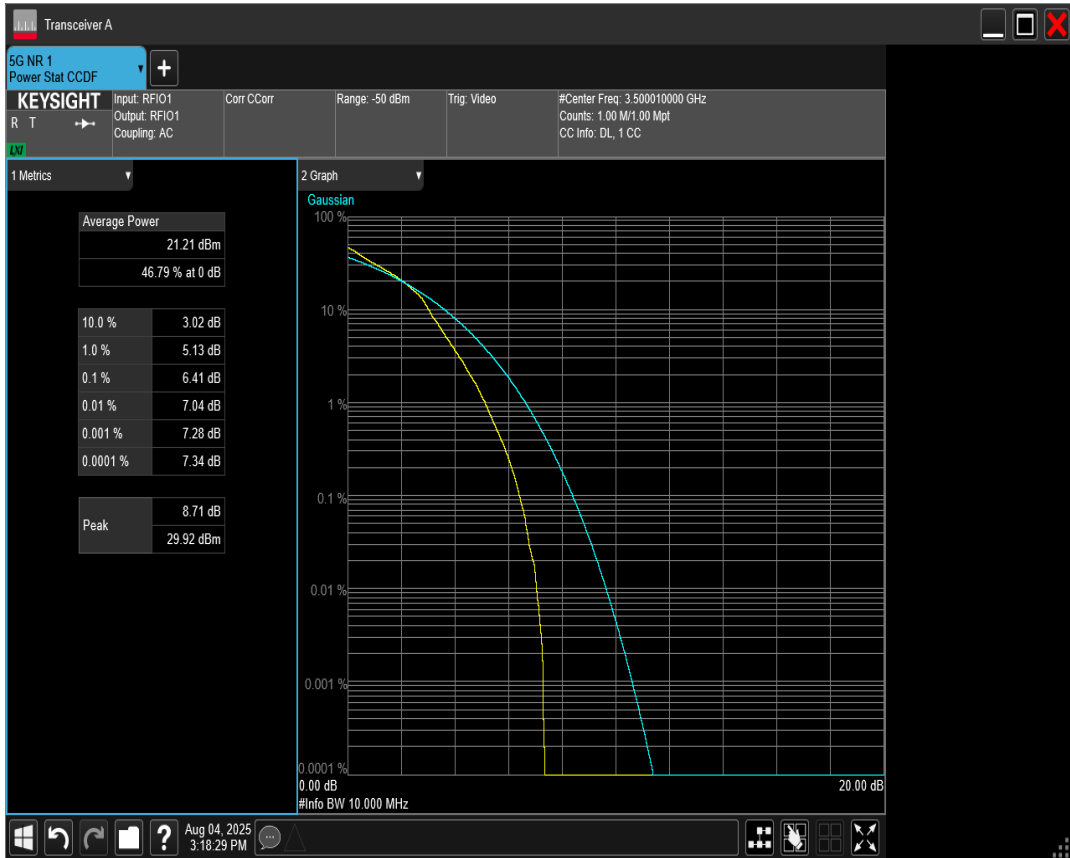 Transceiver A
5G NR 1
Power Stat CCDF
KEYSIGHT
R T
LXI
Input: RFIO1
Output: RFIO1
Coupling: AC
Corr CCorr
Range: -50 dBm
Trig: Video
#Center Freq: 3.500010000 GHz
Counts: 1.00 M/1.00 Mpt
CC Info: DL, 1 CC
1 Metrics
Average Power
21.21 dBm
46.79 % at 0 dB
10.0 % 3.02 dB
1.0 % 5.13 dB
0.1 % 6.41 dB
0.01 % 7.04 dB
0.001 % 7.28 dB
0.0001 % 7.34 dB
Peak
8.71 dB
29.92 dBm
2 Graph
Gaussian
100 %
10 %
1 %
0.1 %
0.01 %
0.001 %
0.0001 %
0.00 dB 20.00 dB
#Info BW 10.000 MHz
?
Aug 04, 2025
3:18:29 PM